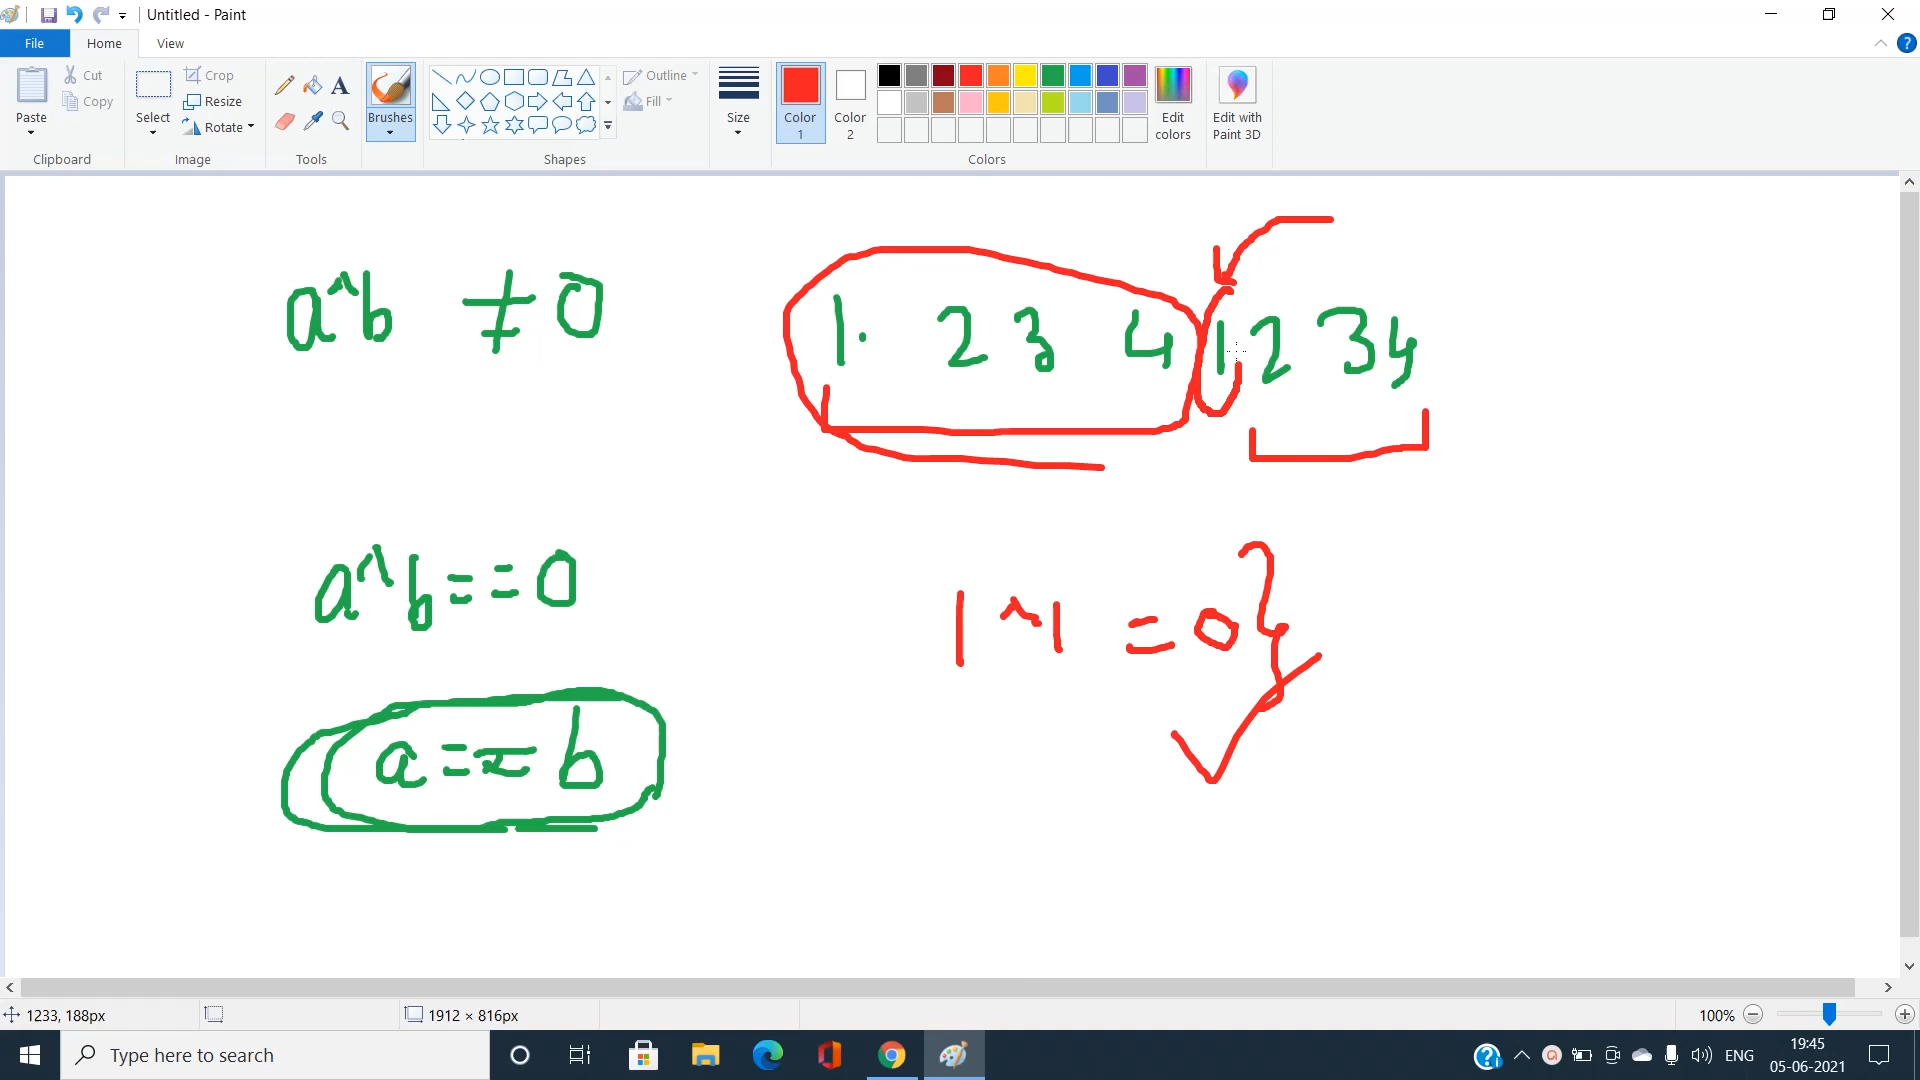 Untitled - Paint
File Home View
Paste
Clipboard
Cut
Copy
Select
Crop
Resize
Rotate
Image
Tools
Brushes
Shapes
Outline
Fill
Size
Color 1
Color 2
Colors
Edit colors
Edit with Paint 3D
a^b ≠ 0
1. 2 3 4 1 2 3 4
a^b = = 0
1 ^ 1 = 0
a = = b
1233, 188px
1912 × 816px
100%
Type here to search
ENG
19:45
05-06-2021